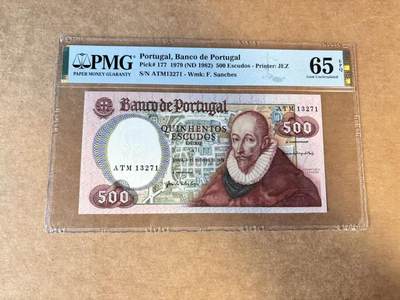 PMG
PAPER MONEY GUARANTY
Portugal, Banco de Portugal
Pick# 177 1979 (ND 1982) 500 Escudos - Printer: JEZ
S/N ATM13271 - Wmk: F. Sanches
65 EPQ
Gem Uncirculated
Banco de Portugal
ATM 13271
500
QUINHENTOS
ESCUDOS
OURO
ATM 13271
500